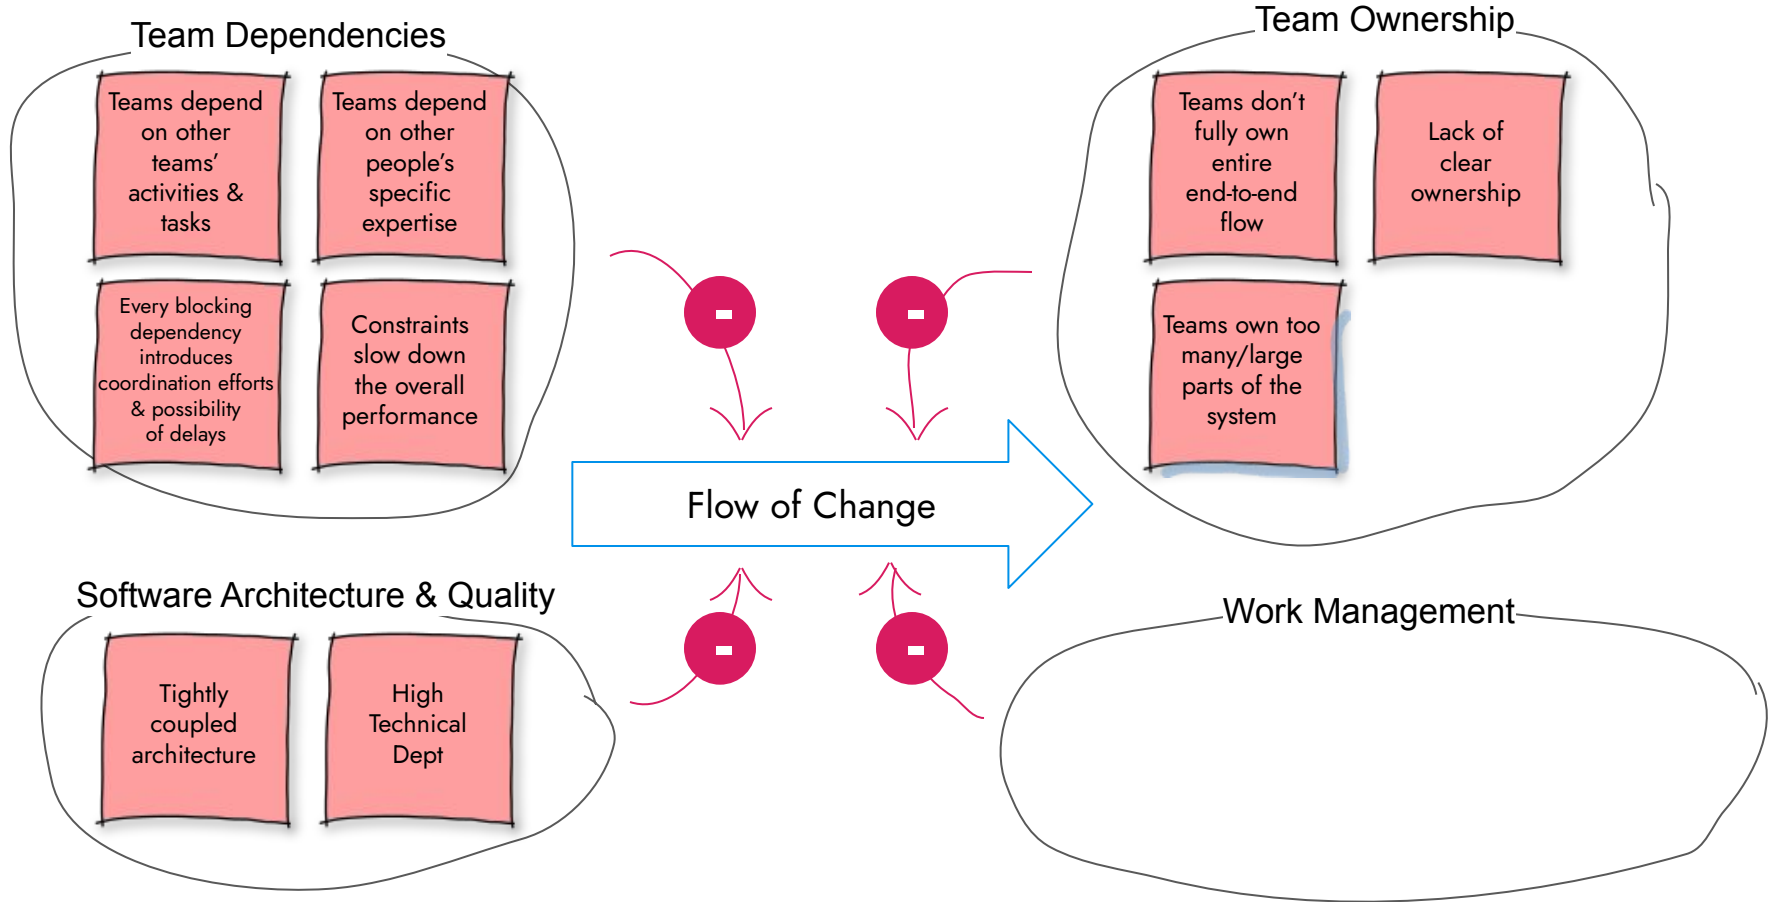 Team Dependencies
Teams depend
on other
teams’
activities &
tasks
Teams depend
on other
people’s
specific
expertise
Every blocking
dependency
introduces
coordination efforts
& possibility
of delays
Constraints
slow down
the overall
performance
Team Ownership
Teams don’t
fully own
entire
end-to-end
flow
Lack of
clear
ownership
Teams own too
many/large
parts of the
system
-
-
Flow of Change
-
-
Software Architecture & Quality
Tightly
coupled
architecture
High
Technical
Dept
Work Management